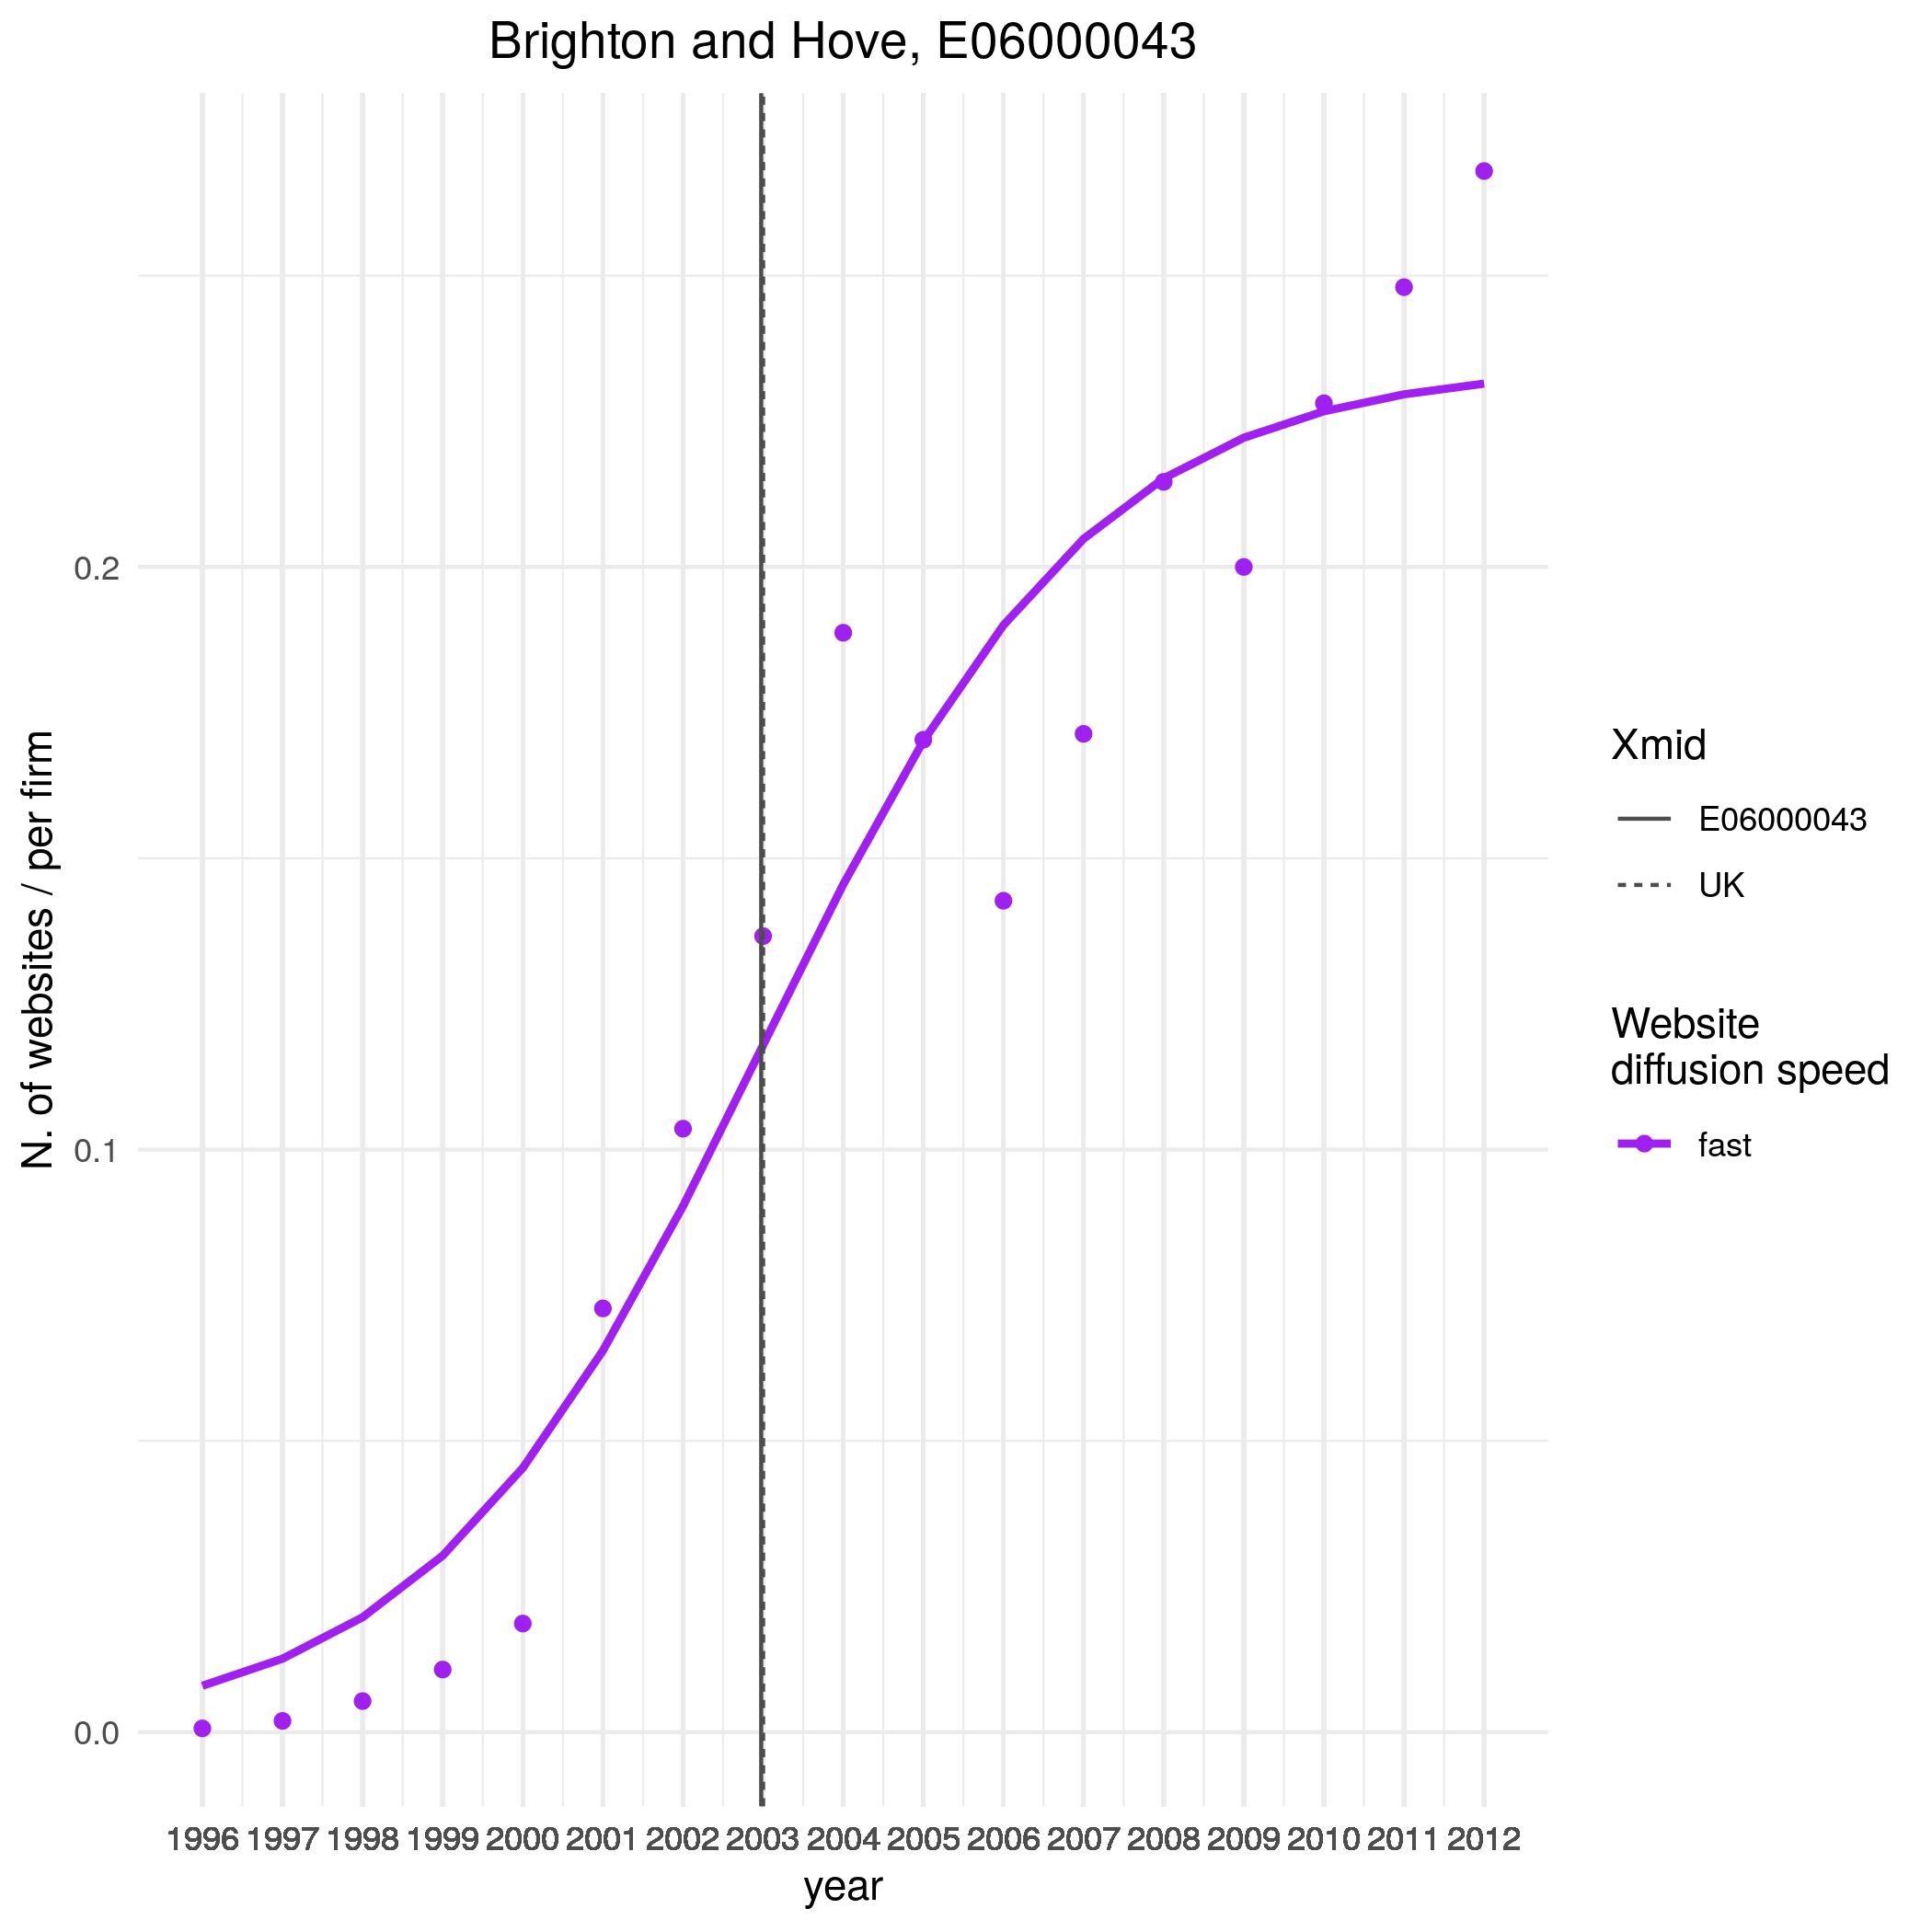 Brighton and Hove, E06000043
N. of websites / per firm
0.2
0.1
0.0
1996 1997 1998 1999 2000 2001 2002 2003 2004 2005 2006 2007 2008 2009 2010 2011 2012
year
Xmid
E06000043
UK
Website
diffusion speed
fast